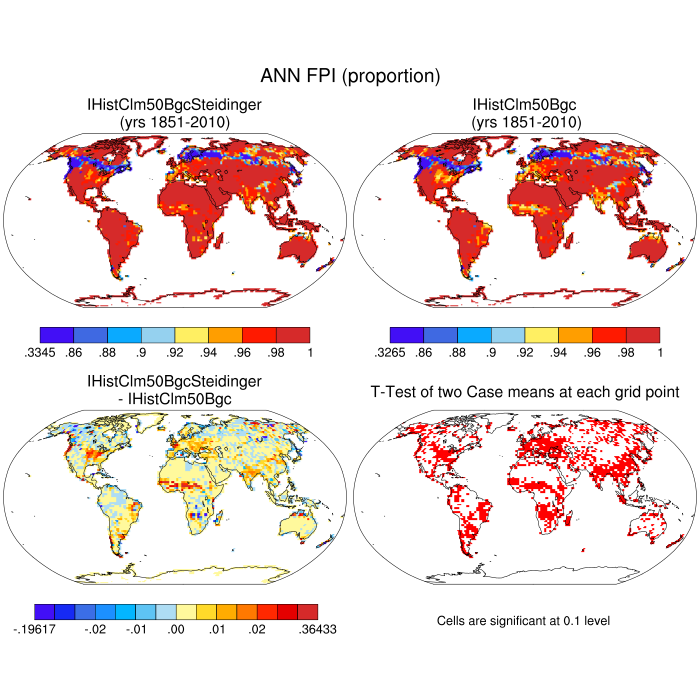 ANN FPI (proportion)
IHistClm50BgcSteidinger
(yrs 1851-2010)
IHistClm50Bgc
(yrs 1851-2010)
.3345 .86 .88 .9 .92 .94 .96 .98 1
.3265 .86 .88 .9 .92 .94 .96 .98 1
IHistClm50BgcSteidinger
- IHistClm50Bgc
T-Test of two Case means at each grid point
-.19617 -.02 -.01 .00 .01 .02 .36433
Cells are significant at 0.1 level